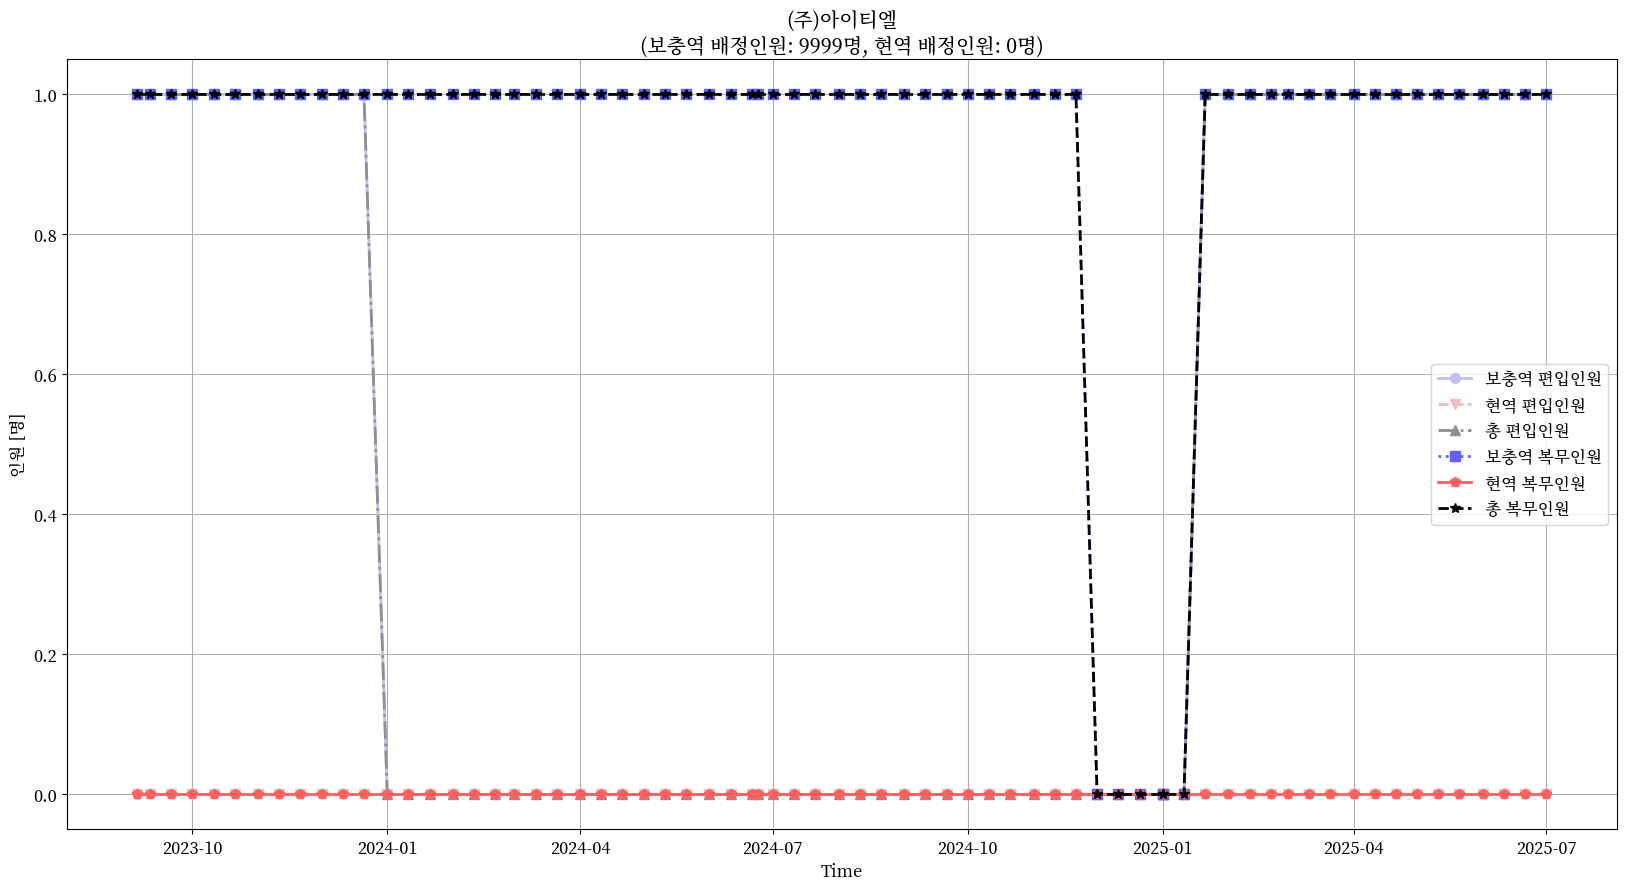 (주)아이티엘
(보충역 배정인원: 9999명, 현역 배정인원: 0명)
인원 [명]
1.0
0.8
0.6
0.4
0.2
0.0
보충역 편입인원
현역 편입인원
총 편입인원
보충역 복무인원
현역 복무인원
총 복무인원
2023-10
2024-01
2024-04
2024-07
2024-10
2025-01
2025-04
2025-07
Time